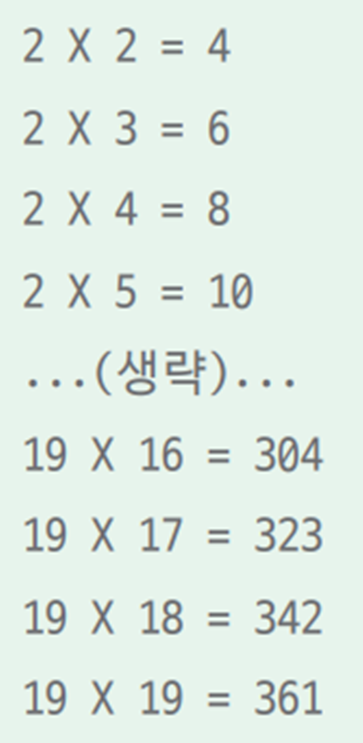 2 X 2 = 4
2 X 3 = 6
2 X 4 = 8
2 X 5 = 10
...(생략)...
19 X 16 = 304
19 X 17 = 323
19 X 18 = 342
19 X 19 = 361